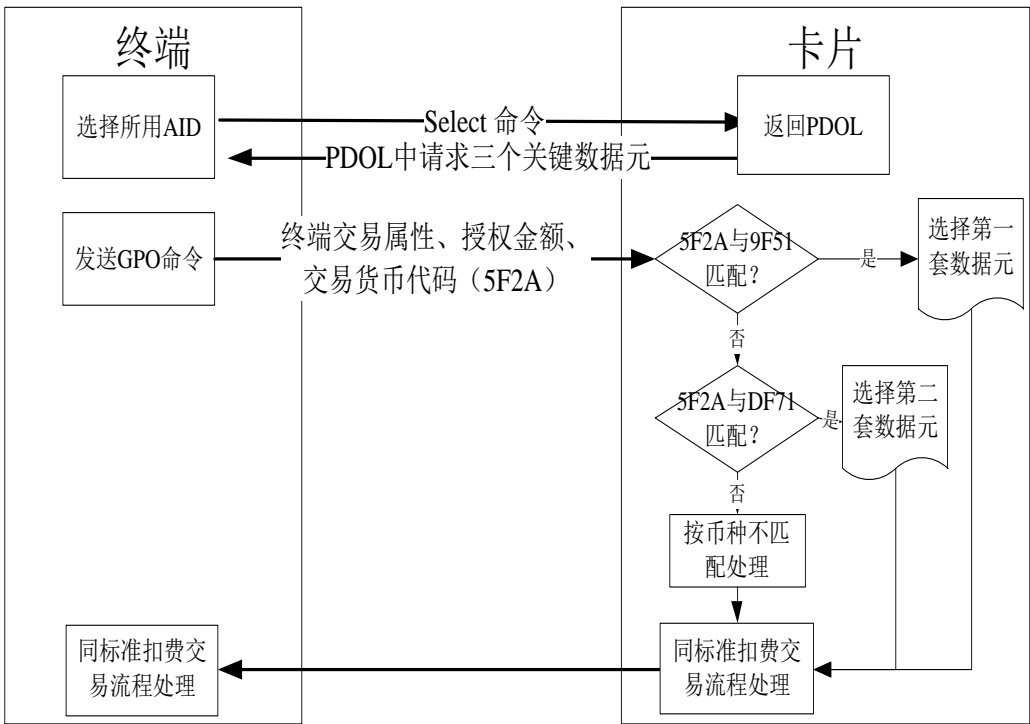 终端
卡片
选择所用AID
Select 命令
返回PDOL
PDOL中请求三个关键数据元
发送GPO命令
终端交易属性、授权金额、
交易货币代码（5F2A）
5F2A与9F51
匹配？
是
选择第一
套数据元
否
5F2A与DF71
匹配？
是
选择第二
套数据元
否
按币种不匹
配处理
同标准扣费交
易流程处理
同标准扣费交
易流程处理